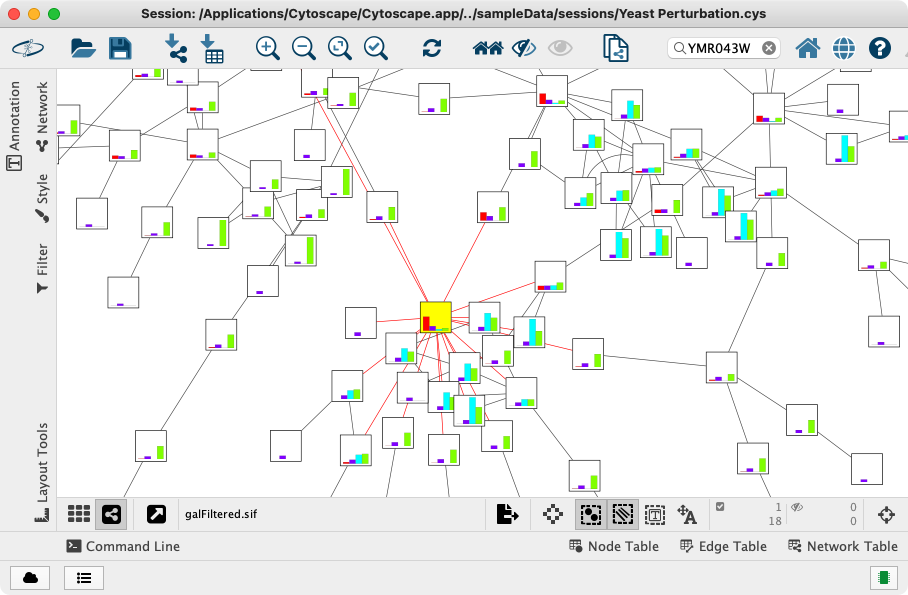 Session: /Applications/Cytoscape/Cytoscape.app/../sampleData/sessions/Yeast Perturbation.cys
YMR043W
Network
Annotation
Style
Filter
Layout Tools
galFiltered.sif
1
18
0
0
Command Line
Node Table
Edge Table
Network Table